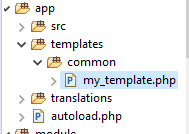 app
src
templates
common
my_template.php
translations
autoload.php
module